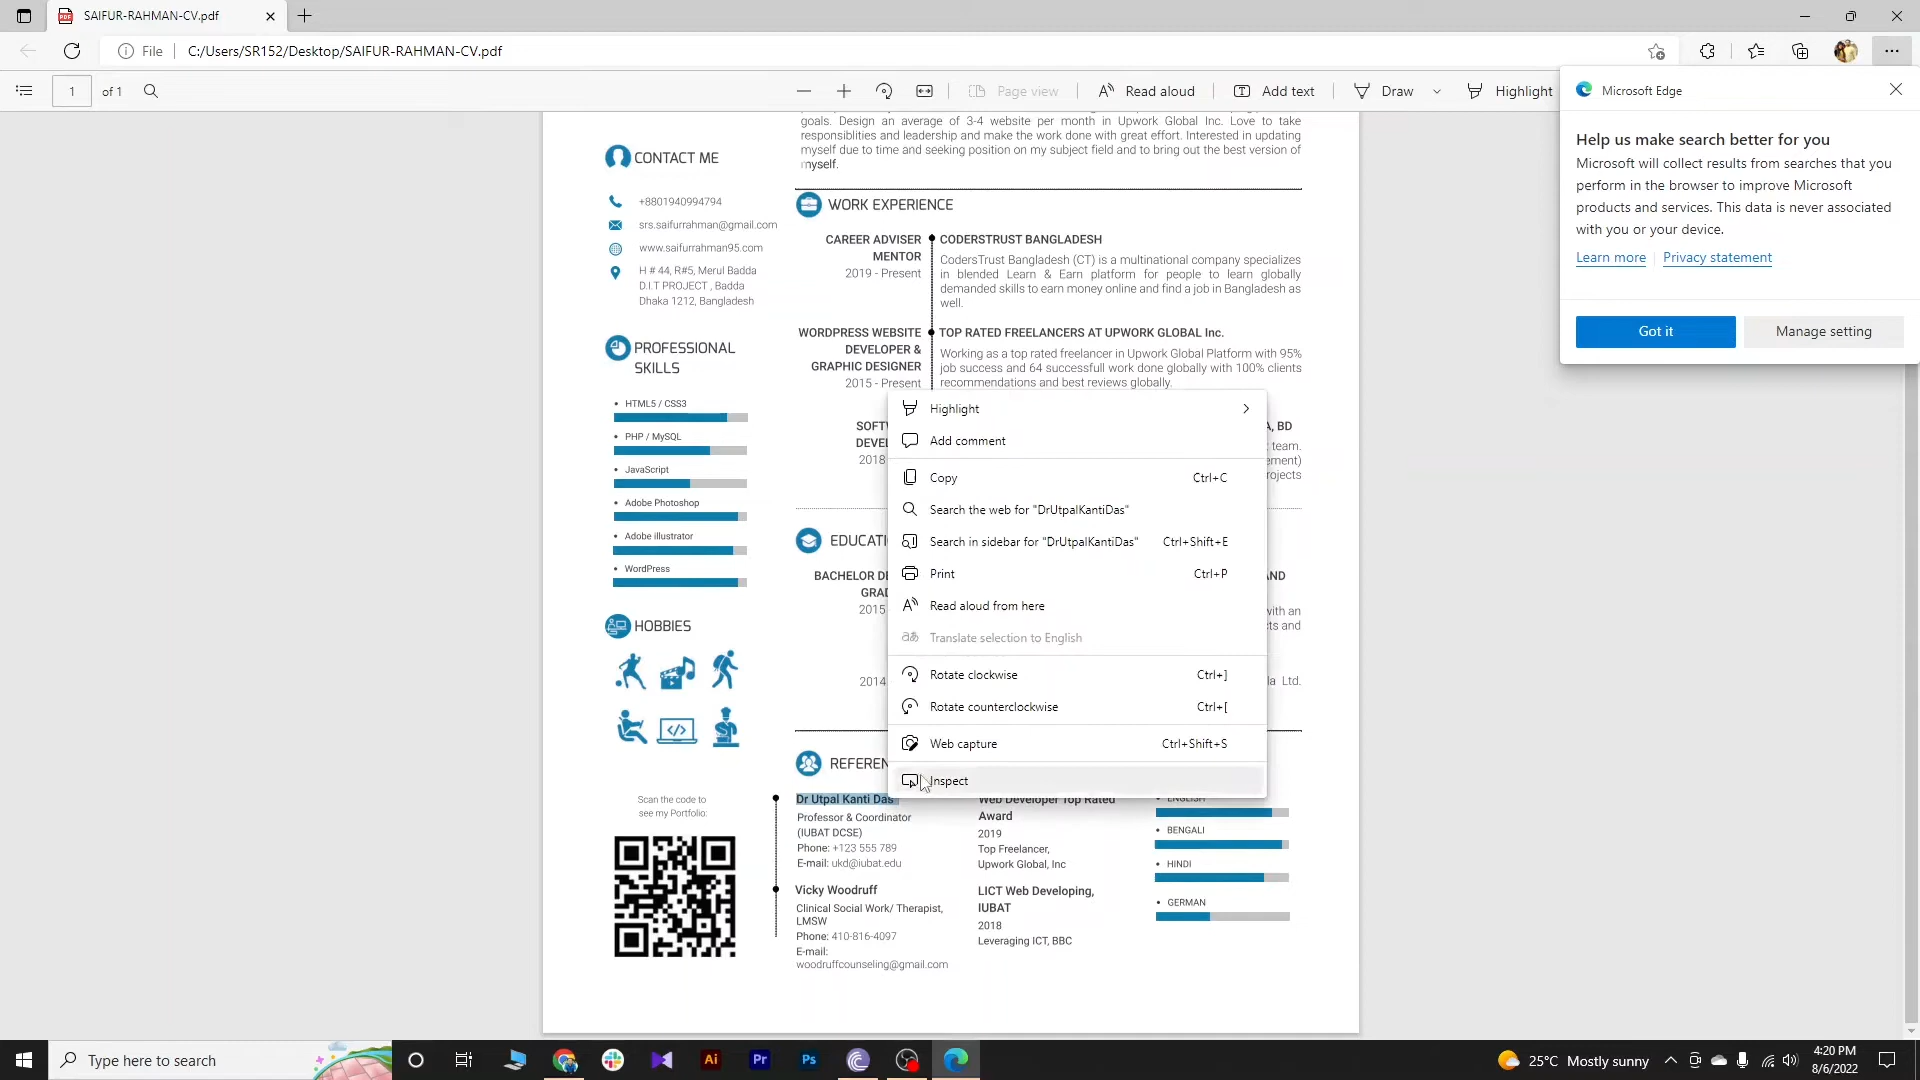 SAIFUR-RAHMAN-CV.pdf
File
C:/Users/SR152/Desktop/SAIFUR-RAHMAN-CV.pdf
1 of 1
Page view
Read aloud
Add text
Draw
Highlight
Microsoft Edge
Help us make search better for you
Microsoft will collect results from searches that you
perform in the browser to improve Microsoft
products and services. This data is never associated
with you or your device.
Learn more
Privacy statement
Got it
Manage setting
goals. Design an average of 3-4 website per month in Upwork Global Inc. Love to take
responsiblities and leadership and make the work done with great effort. Interested in updating
myself due to time and seeking position on my subject field and to bring out the best version of
myself.
CONTACT ME
+8801940994794
srs.saifurrahman@gmail.com
www.saifurrahman95.com
H # 44, R#5, Merul Badda
D.I.T PROJECT , Badda
Dhaka 1212, Bangladesh
PROFESSIONAL
SKILLS
• HTML5 / CSS3
• PHP / MySQL
• JavaScript
• Adobe Photoshop
• Adobe illustrator
• WordPress
HOBBIES
Scan the code to
see my Portfolio:
WORK EXPERIENCE
CAREER ADVISER
MENTOR
2019 - Present
CODERSTRUST BANGLADESH
CodersTrust Bangladesh (CT) is a multinational company specializes
in blended Learn & Earn platform for people to learn globally
demanded skills to earn money online and find a job in Bangladesh as
well.
WORDPRESS WEBSITE
DEVELOPER &
GRAPHIC DESIGNER
2015 - Present
TOP RATED FREELANCERS AT UPWORK GLOBAL Inc.
Working as a top rated freelancer in Upwork Global Platform with 95%
job success and 64 successfull work done globally with 100% clients
recommendations and best reviews globally.
SOFTW
DEVEL
2018
A, BD
team.
ement)
rojects
EDUCATI
BACHELOR DE
GRA
2015
AND
with an
cts and
2014
la Ltd.
Highlight
Add comment
Copy Ctrl+C
Search the web for "DrUtpalKantiDas"
Search in sidebar for "DrUtpalKantiDas" Ctrl+Shift+E
Print Ctrl+P
Read aloud from here
Translate selection to English
Rotate clockwise Ctrl+]
Rotate counterclockwise Ctrl+[
Web capture Ctrl+Shift+S
Inspect
REFEREN
Dr Utpal Kanti Das
Professor & Coordinator
(IUBAT DCSE)
Phone: +123 555 789
E-mail: ukd@iubat.edu
Vicky Woodruff
Clinical Social Work/ Therapist,
LMSW
Phone: 410-816-4097
E-mail:
woodruffcounseling@gmail.com
Web Developer Top Rated
Award
2019
Top Freelancer,
Upwork Global, Inc
LICT Web Developing,
IUBAT
2018
Leveraging ICT, BBC
• ENGLISH
• BENGALI
• HINDI
• GERMAN
Type here to search
Ai
Pr
Ps
25°C Mostly sunny
4:20 PM
8/6/2022